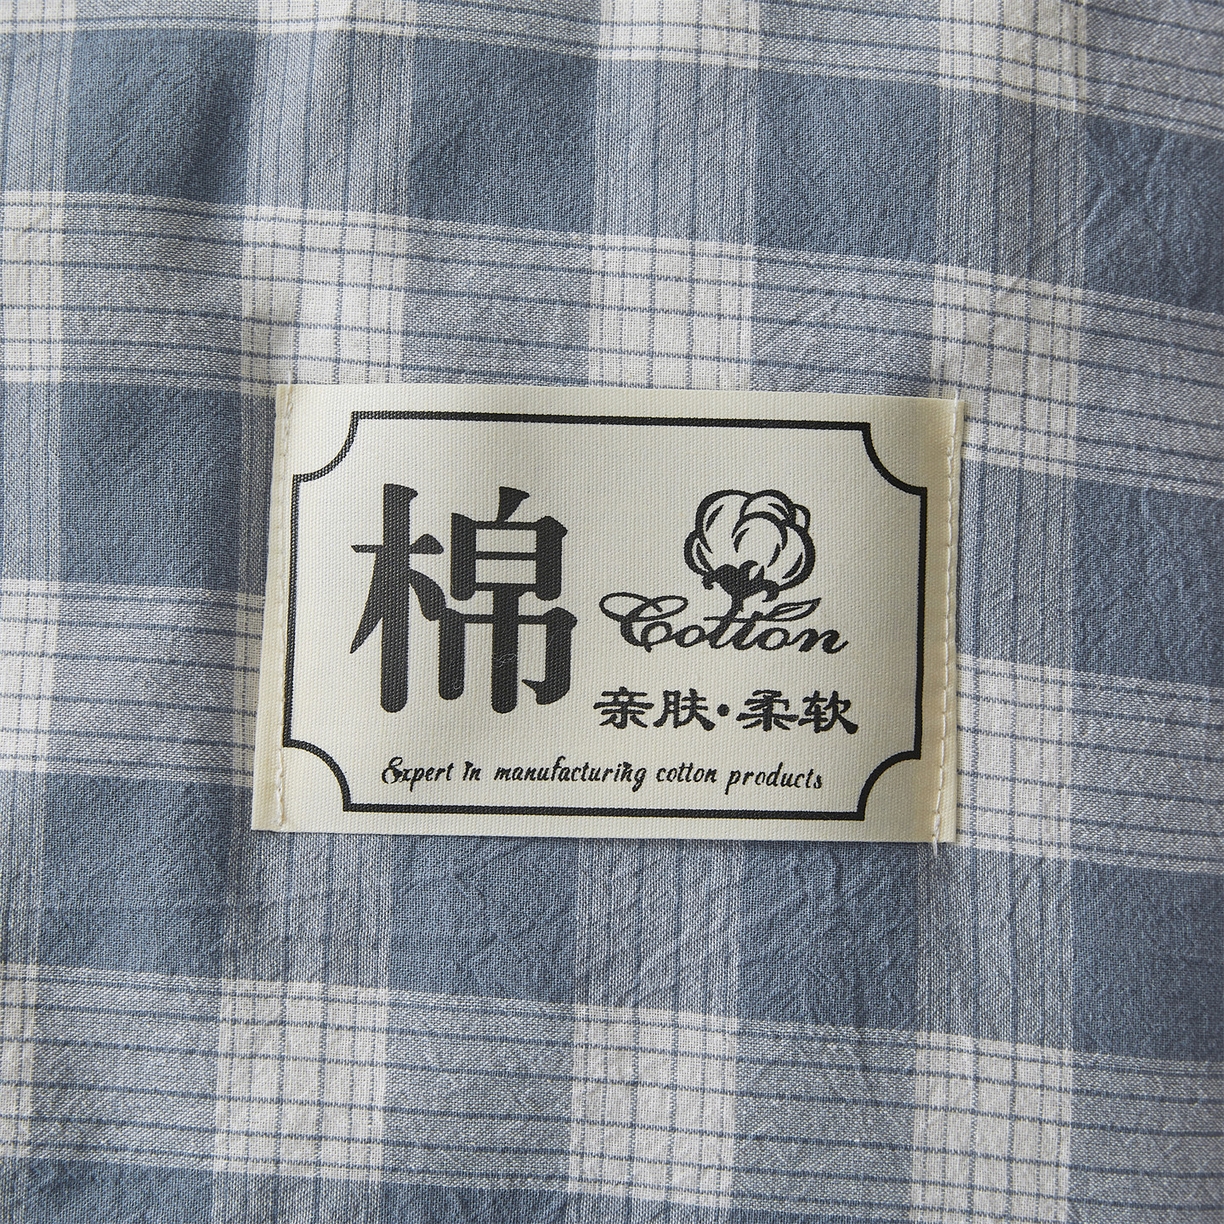 棉
Cotton
亲肤·柔软
Expert in manufacturing cotton products